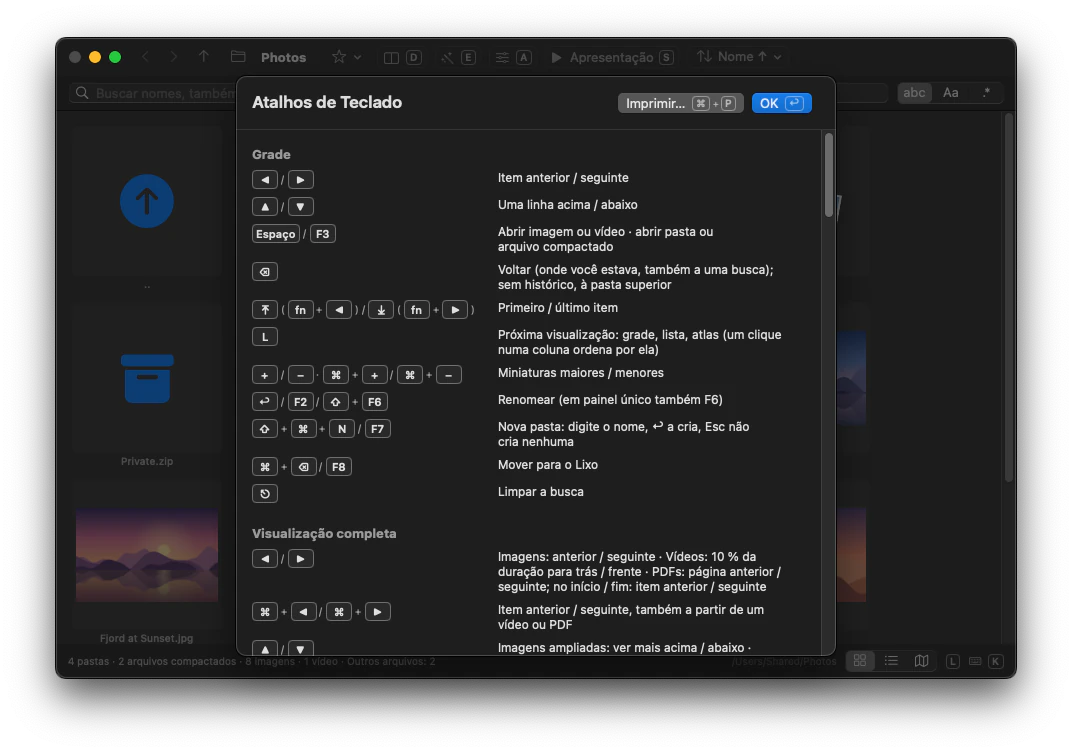 Photos
D
E
A
Apresentação S
Nome
Buscar nomes, também
abc
Aa
.*
Atalhos de Teclado
Imprimir... ⌘ + P
OK ↩
Grade
◀ / ▶ Item anterior / seguinte
▲ / ▼ Uma linha acima / abaixo
Espaço / F3 Abrir imagem ou vídeo · abrir pasta ou
arquivo compactado
⌫ Voltar (onde você estava, também a uma busca);
sem histórico, à pasta superior
⤒ ( fn + ◀ ) / ⤓ ( fn + ▶ ) Primeiro / último item
L Próxima visualização: grade, lista, atlas (um clique
numa coluna ordena por ela)
+ / − · ⌘ + + / ⌘ + − Miniaturas maiores / menores
↩ / F2 / ⇧ + F6 Renomear (em painel único também F6)
⇧ + ⌘ + N / F7 Nova pasta: digite o nome, ↩ a cria, Esc não
cria nenhuma
⌘ + ⌫ / F8 Mover para o Lixo
⎋ Limpar a busca
Visualização completa
◀ / ▶ Imagens: anterior / seguinte · Vídeos: 10 % da
duração para trás / frente · PDFs: página anterior /
seguinte; no início / fim: item anterior / seguinte
⌘ + ◀ / ⌘ + ▶ Item anterior / seguinte, também a partir de um
vídeo ou PDF
▲ / ▼ Imagens ampliadas: ver mais acima / abaixo ·
..
Private.zip
Fjord at Sunset.jpg
4 pastas · 2 arquivos compactados · 8 imagens · 1 vídeo · Outros arquivos: 2
/Users/Shared/Photos
L
K